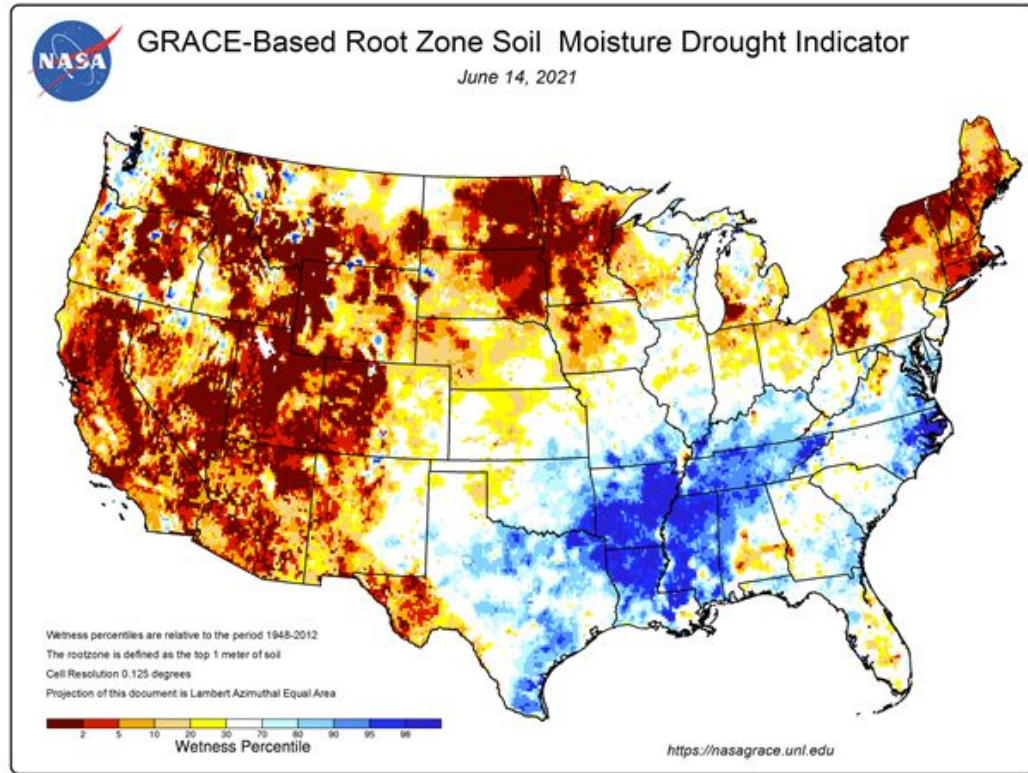 NASA
GRACE-Based Root Zone Soil Moisture Drought Indicator
June 14, 2021
Wetness percentiles are relative to the period 1948-2012
The rootzone is defined as the top 1 meter of soil
Cell Resolution 0.125 degrees
Projection of this document is Lambert Azimuthal Equal Area
2 5 10 20 30 70 80 90 95 98
Wetness Percentile
https://nasagrace.unl.edu